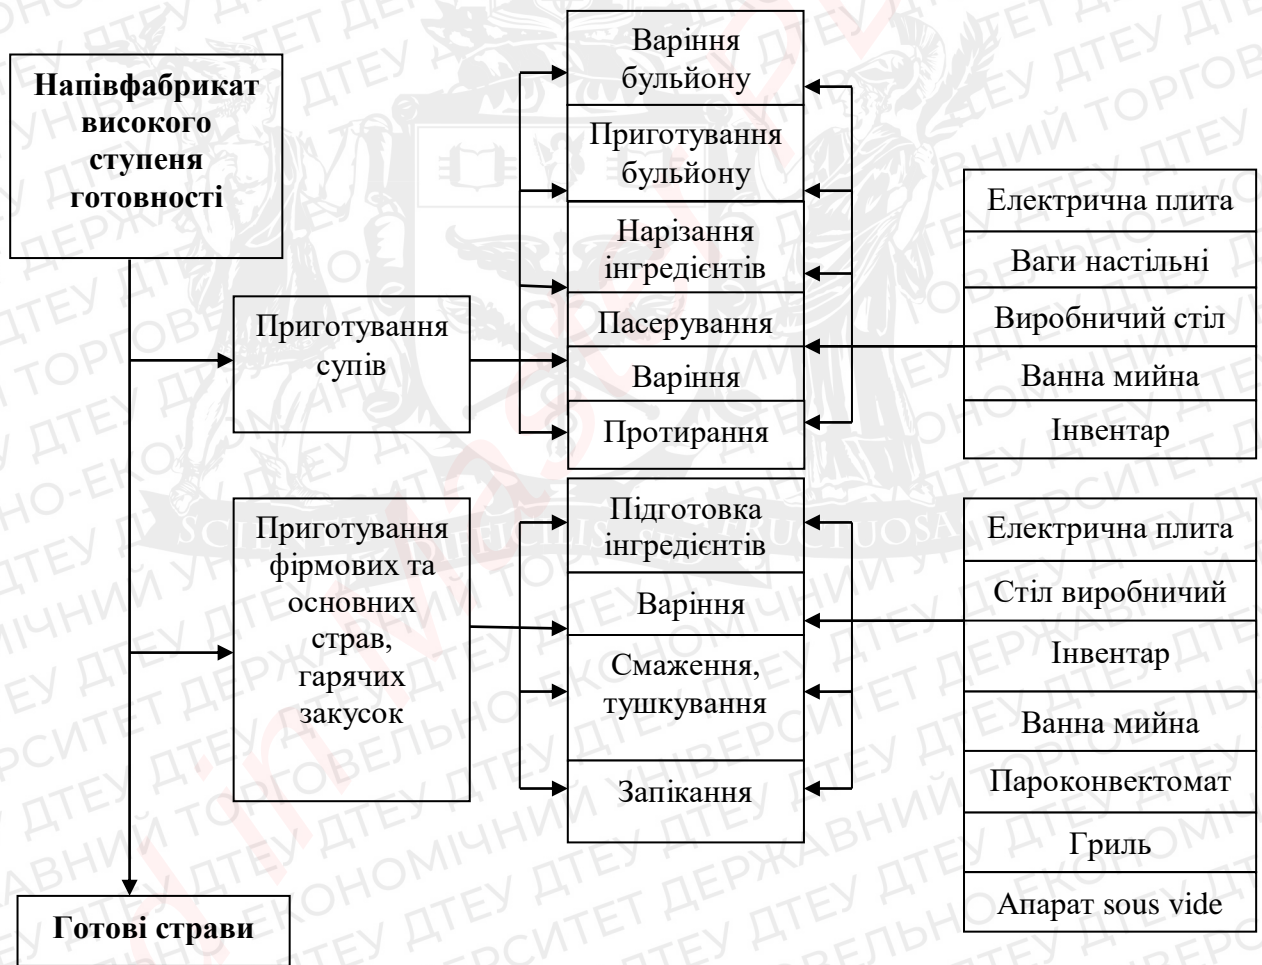 Напівфабрикат
високого
ступеня
готовності
Варіння
бульйону
Приготування
бульйону
Нарізання
інгредієнтів
Пасерування
Варіння
Протирання
Електрична плита
Ваги настільні
Виробничий стіл
Ванна мийна
Інвентар
Приготування
супів
Приготування
фірмових та
основних
страв,
гарячих
закусок
Підготовка
інгредієнтів
Варіння
Смаження,
тушкування
Запікання
Електрична плита
Стіл виробничий
Інвентар
Ванна мийна
Пароконвектомат
Гриль
Апарат sous vide
Готові страви